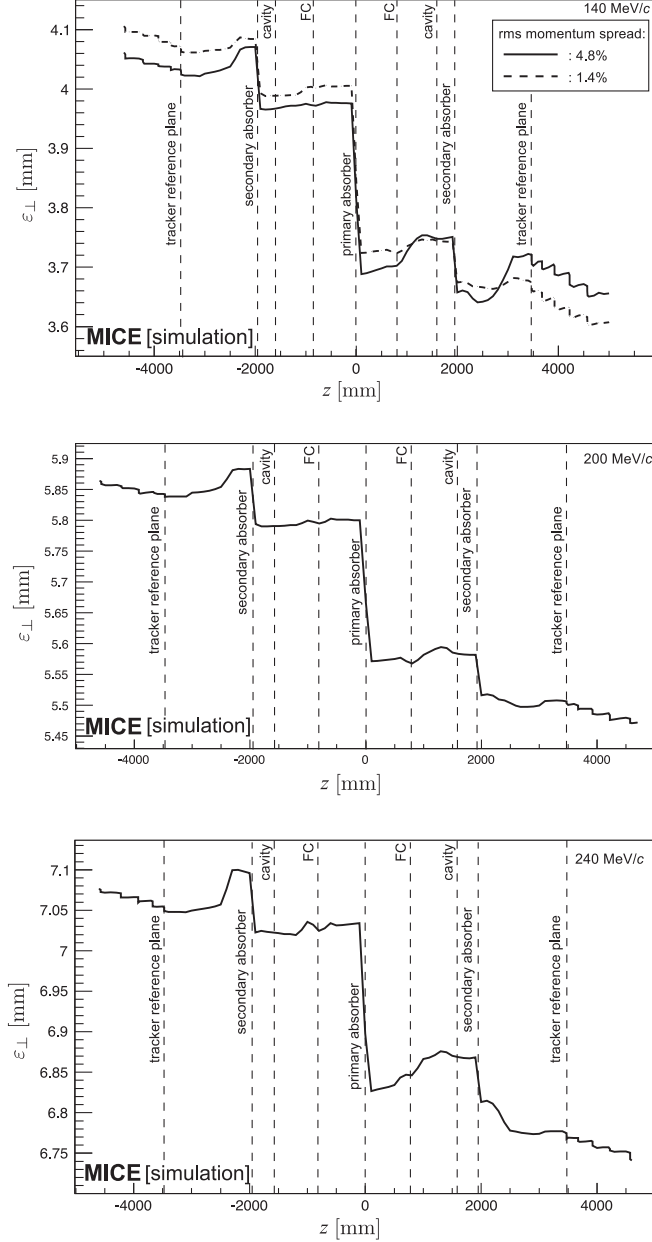 140 MeV/c
rms momentum spread:
: 4.8%
: 1.4%
cavity
FC
cavity
tracker reference plane
secondary absorber
primary absorber
secondary absorber
tracker reference plane
4.1
4
3.9
3.8
3.7
3.6
ε⊥ [mm]
MICE [simulation]
-4000 -2000 0 2000 4000
z [mm]
200 MeV/c
cavity
FC
FC
cavity
tracker reference plane
secondary absorber
primary absorber
secondary absorber
tracker reference plane
5.9
5.85
5.8
5.75
5.7
5.65
5.6
5.55
5.5
5.45
ε⊥ [mm]
MICE [simulation]
-4000 -2000 0 2000 4000
z [mm]
240 MeV/c
cavity
FC
FC
cavity
tracker reference plane
secondary absorber
primary absorber
secondary absorber
tracker reference plane
7.1
7.05
7
6.95
6.9
6.85
6.8
6.75
ε⊥ [mm]
MICE [simulation]
-4000 -2000 0 2000 4000
z [mm]